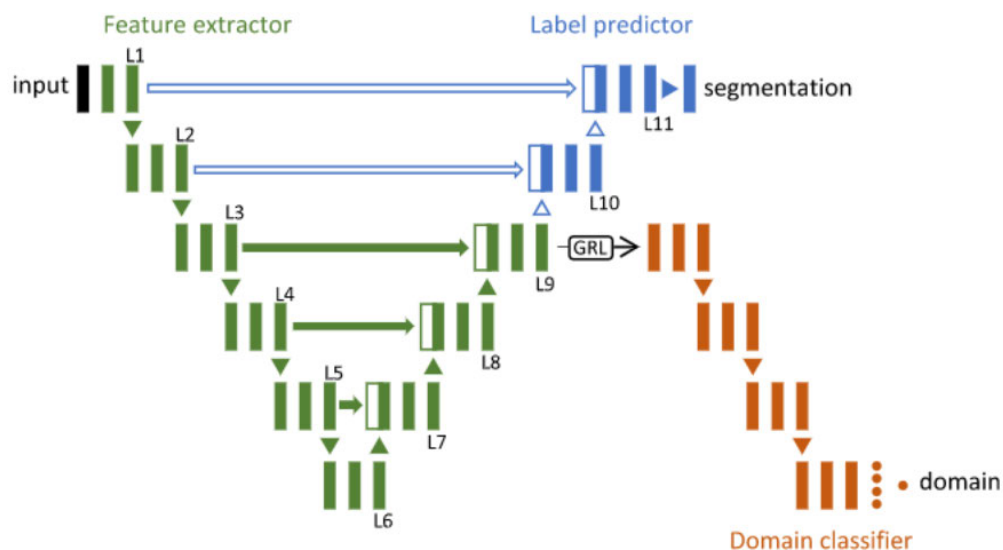 Feature extractor
Label predictor
L1
input
segmentation
L11
L2
L10
L3
GRL
L9
L4
L8
L5
L7
L6
domain
Domain classifier